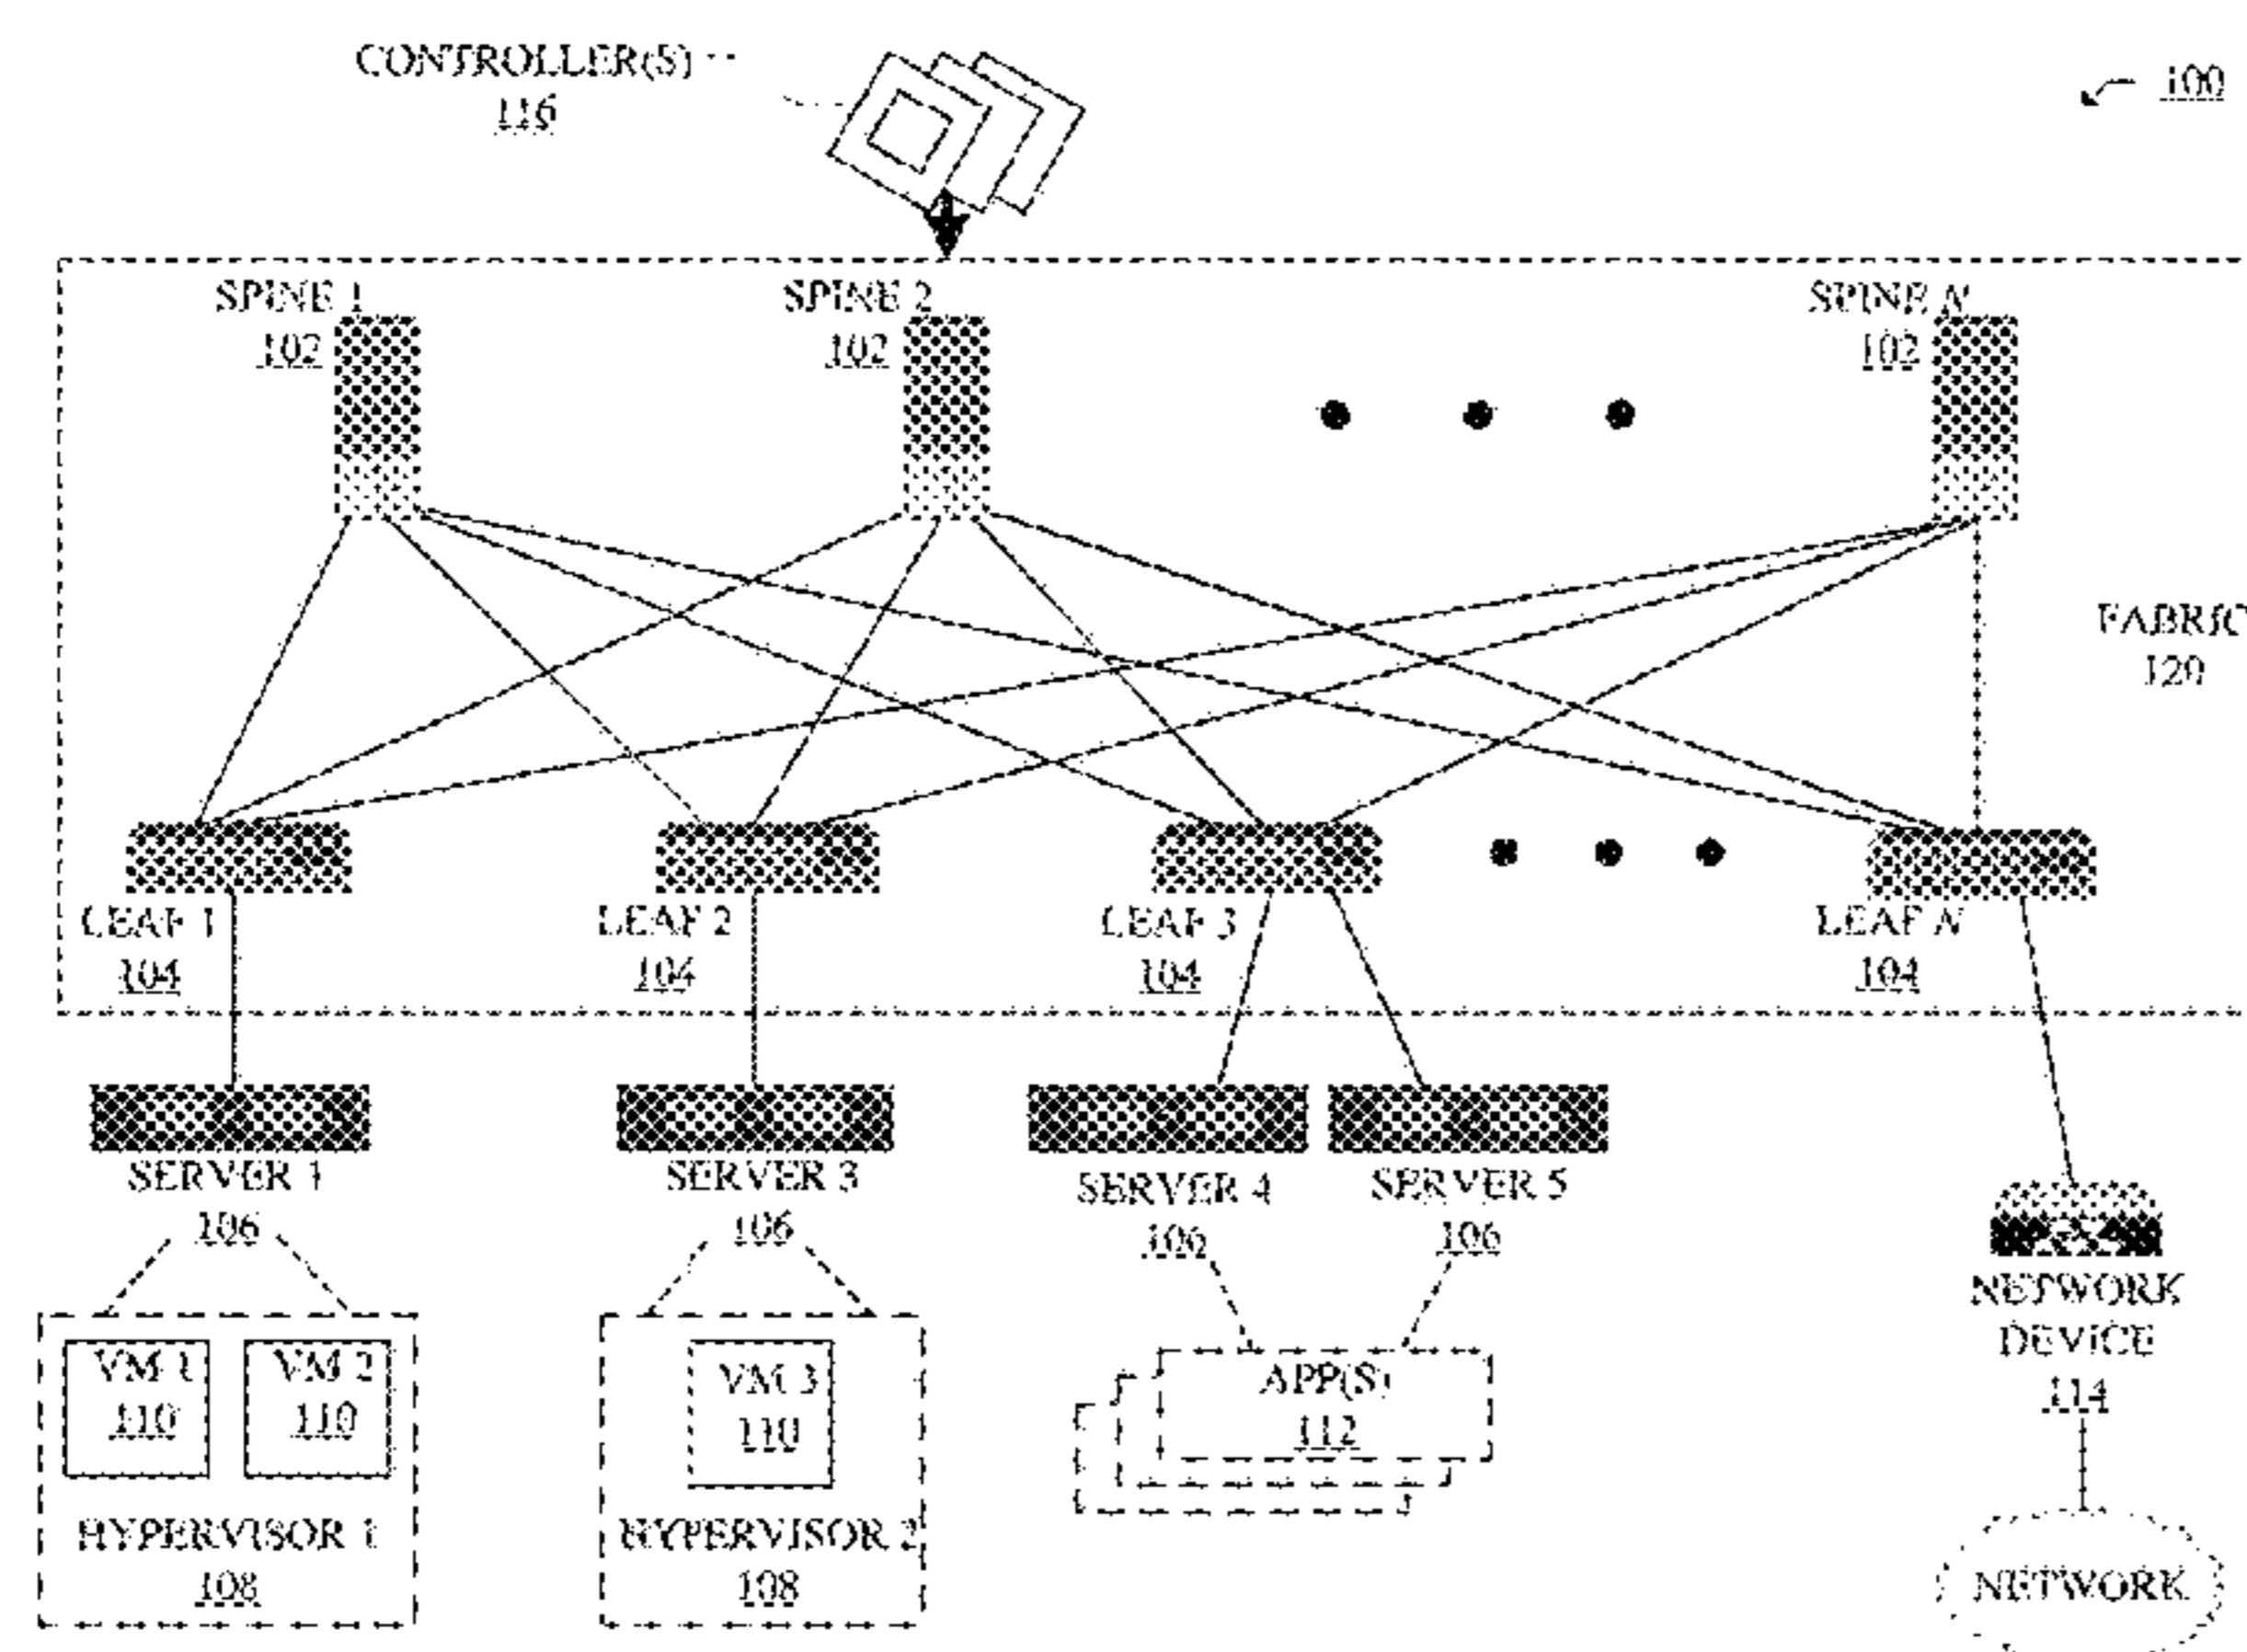 CONTROLLER(S)
116
100
SPINE 1
102
SPINE 2
102
SPINE N
102
FABRIC
120
LEAF 1
104
LEAF 2
104
LEAF 3
104
LEAF N
104
SERVER 1
106
SERVER 3
106
SERVER 4
106
SERVER 5
106
NETWORK
DEVICE
114
VM 1
110
VM 2
110
HYPERVISOR 1
108
VM 3
110
HYPERVISOR 2
108
APP(S)
112
NETWORK